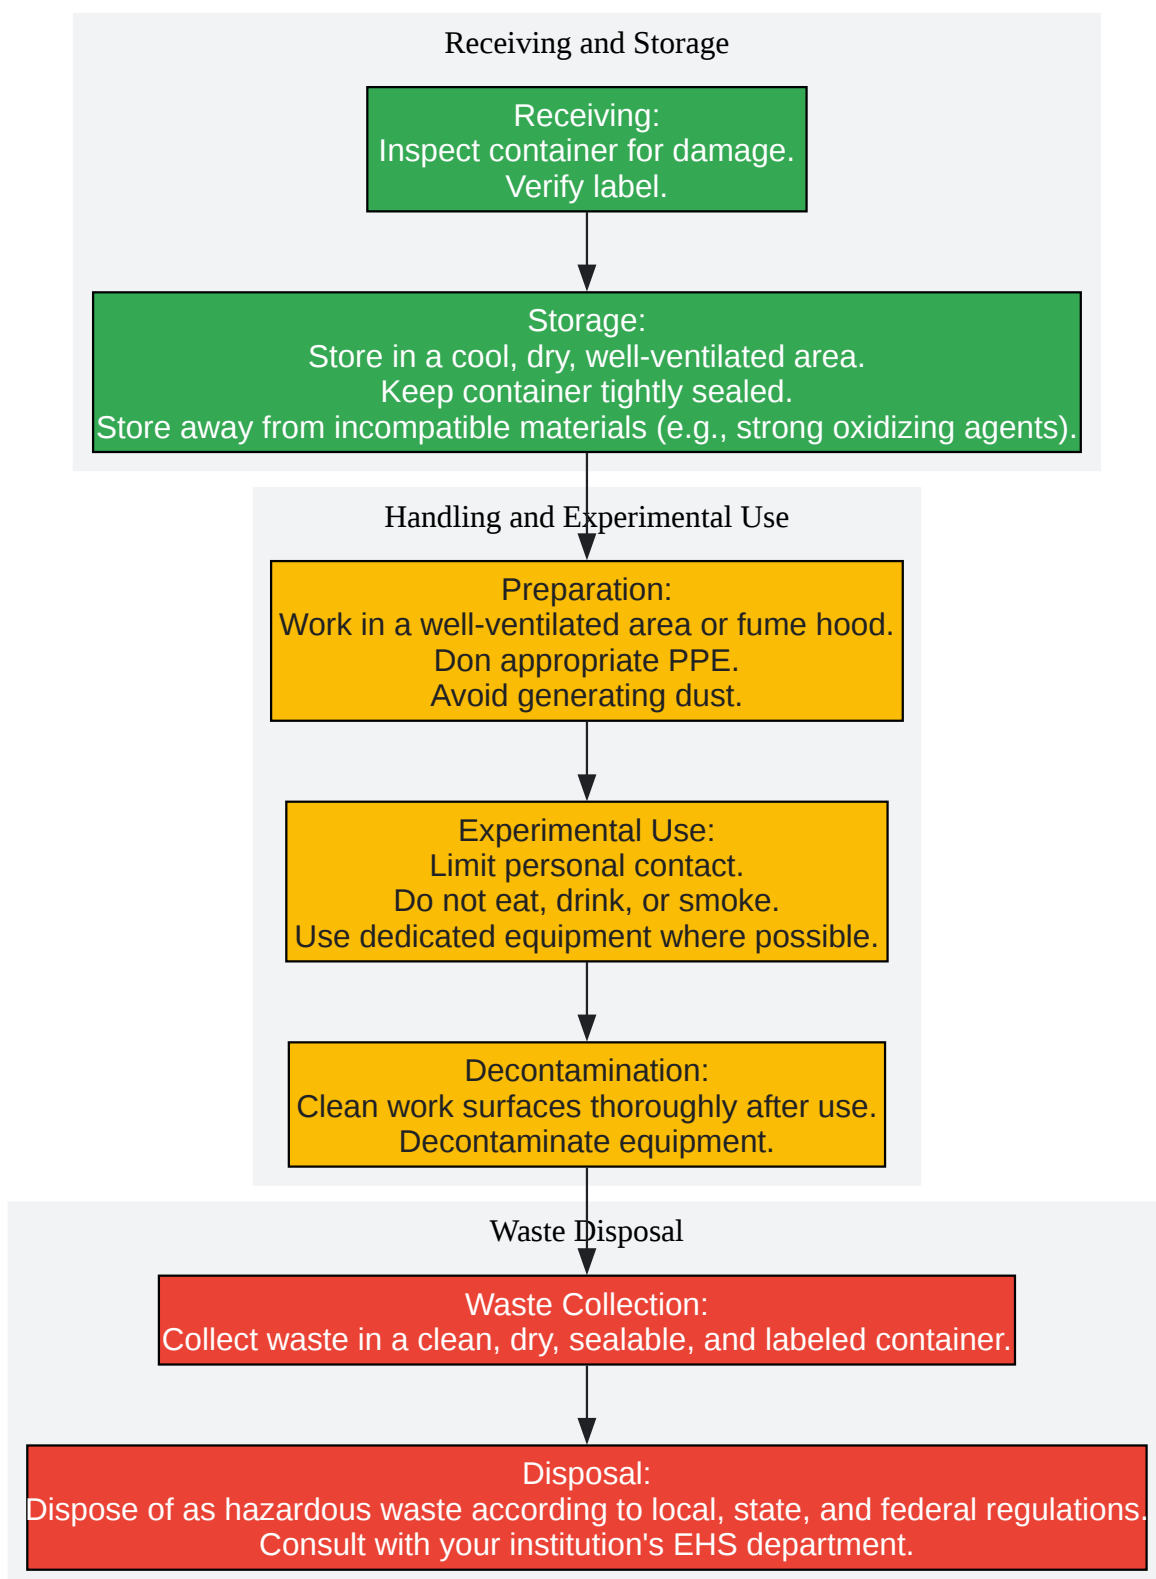 Receiving and Storage
Receiving:
Inspect container for damage.
Verify label.
Storage:
Store in a cool, dry, well-ventilated area.
Keep container tightly sealed.
Store away from incompatible materials (e.g., strong oxidizing agents).
Handling and Experimental Use
Preparation:
Work in a well-ventilated area or fume hood.
Don appropriate PPE.
Avoid generating dust.
Experimental Use:
Limit personal contact.
Do not eat, drink, or smoke.
Use dedicated equipment where possible.
Decontamination:
Clean work surfaces thoroughly after use.
Decontaminate equipment.
Waste Disposal
Waste Collection:
Collect waste in a clean, dry, sealable, and labeled container.
Disposal:
Dispose of as hazardous waste according to local, state, and federal regulations.
Consult with your institution's EHS department.